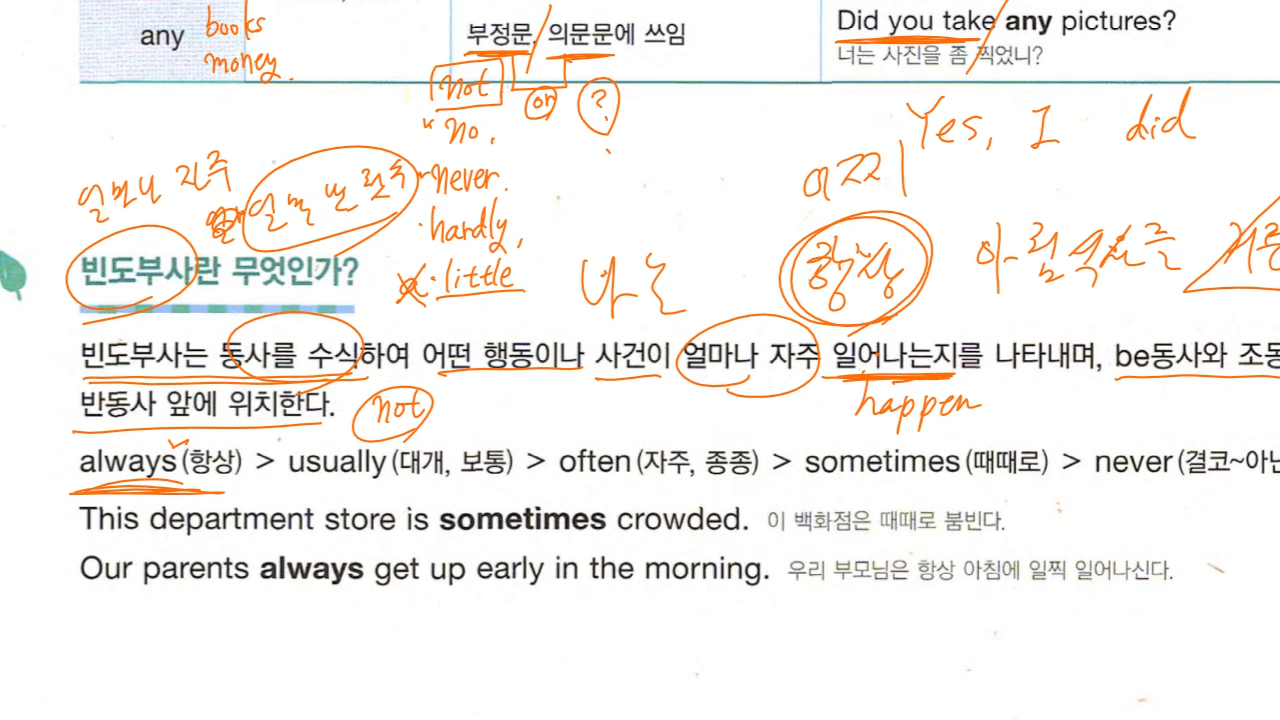 any books 부정문, 의문문에 쓰임 Did you take any pictures?
money. 너는 사진을 좀 찍었니?
not or ?
"no. Yes, I did
얼마나 자주 never.
hardly,
빈도부사란 무엇인가? little 나는 항상
빈도부사는 동사를 수식하여 어떤 행동이나 사건이 얼마나 자주 일어나는지를 나타내며, be동사와 조동
반동사 앞에 위치한다. not happen
always(항상) > usually(대개, 보통) > often(자주, 종종) > sometimes(때때로) > never(결코~아닌
This department store is sometimes crowded. 이 백화점은 때때로 붐빈다.
Our parents always get up early in the morning. 우리 부모님은 항상 아침에 일찍 일어나신다.